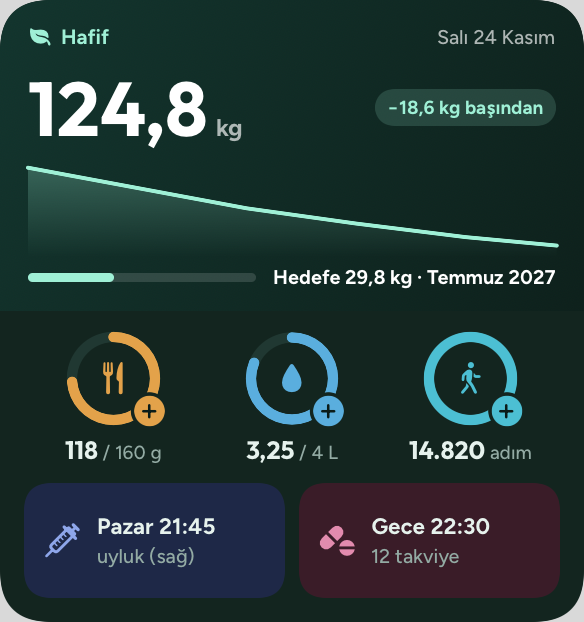 Hafif
Salı 24 Kasım
124,8 kg
−18,6 kg başından
Hedefe 29,8 kg · Temmuz 2027
118 / 160 g
3,25 / 4 L
14.820 adım
Pazar 21:45
uyluk (sağ)
Gece 22:30
12 takviye